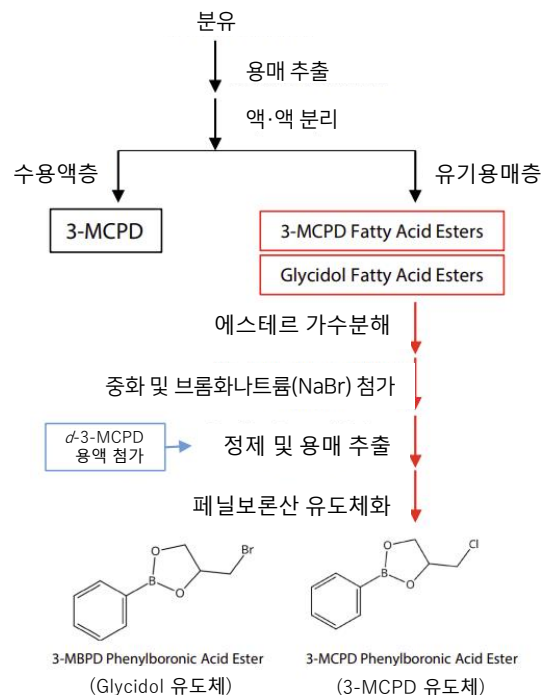 분유
용매 추출
액·액 분리
수용액층
유기용매층
3-MCPD
3-MCPD Fatty Acid Esters
Glycidol Fatty Acid Esters
에스테르 가수분해
중화 및 브롬화나트륨(NaBr) 첨가
d-3-MCPD
용액 첨가
정제 및 용매 추출
페닐보론산 유도체화
O
Br
B
O
O
Cl
B
O
3-MBPD Phenylboronic Acid Ester
(Glycidol 유도체)
3-MCPD Phenylboronic Acid Ester
(3-MCPD 유도체)